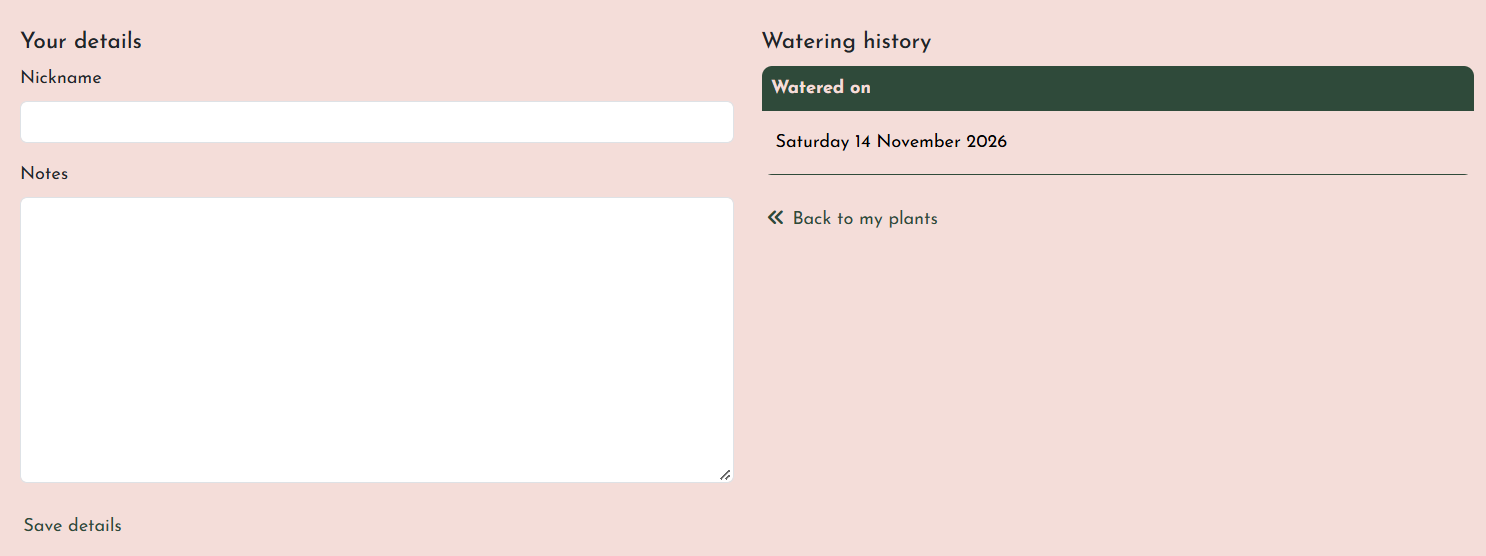 Your details
Nickname
Notes
Save details
Watering history
Watered on
Saturday 14 November 2026
Back to my plants